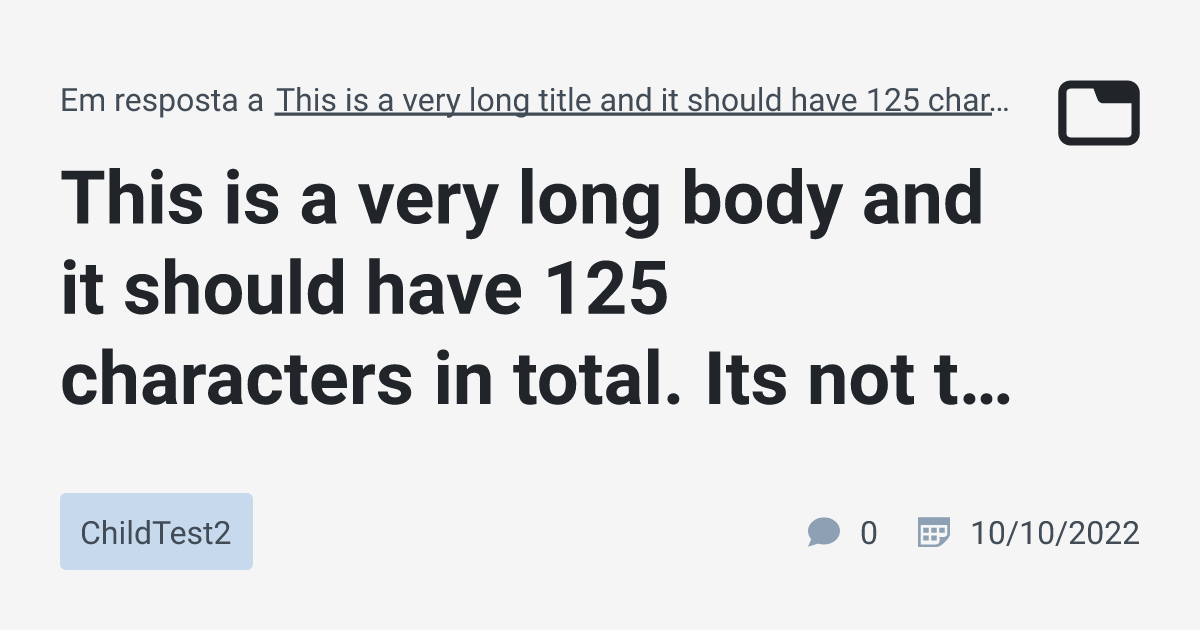 Em resposta a This is a very long title and it should have 125 char...
This is a very long body and
it should have 125
characters in total. Its not t...
ChildTest2
0 10/10/2022